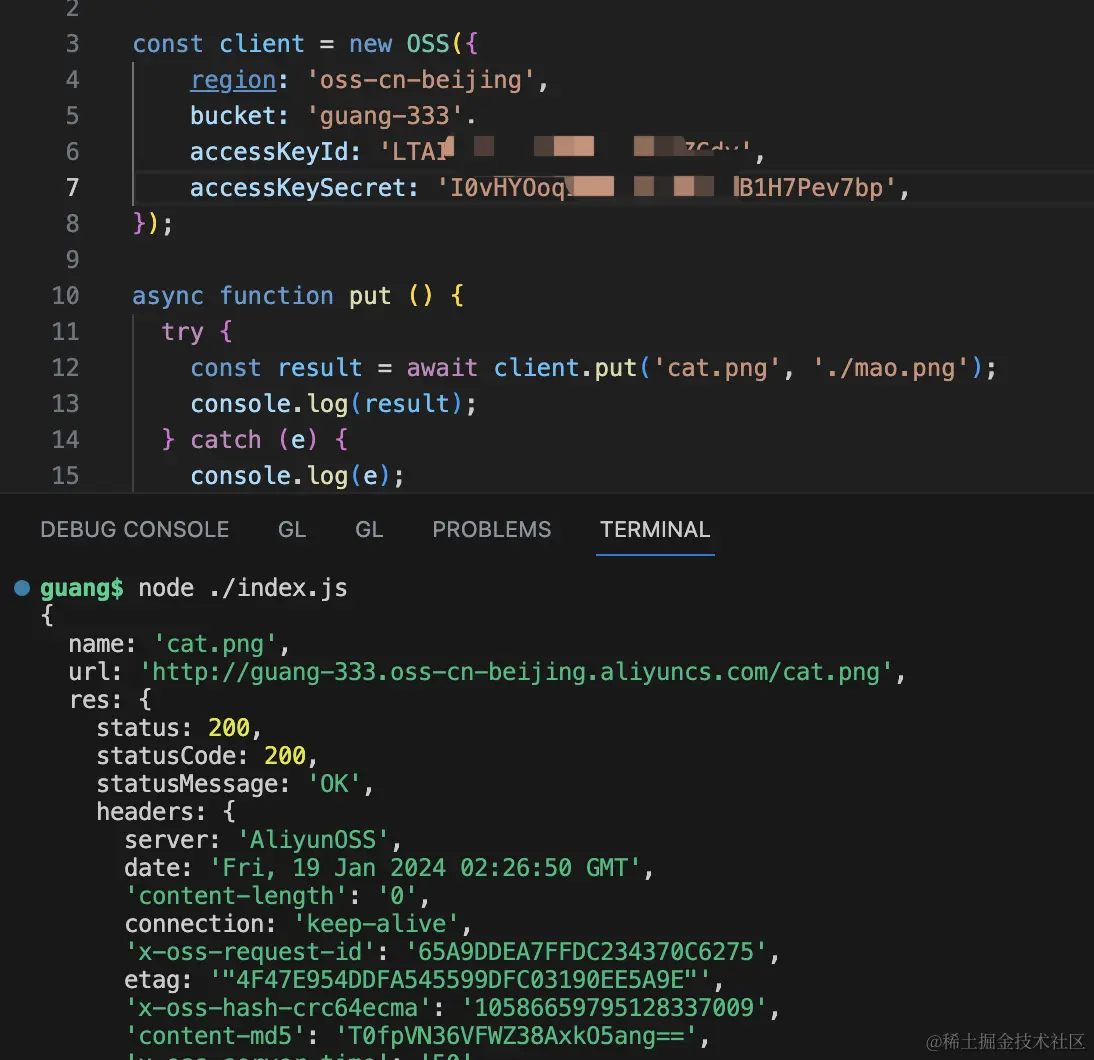 2
3 const client = new OSS({
4 region: 'oss-cn-beijing',
5 bucket: 'guang-333'.
6 accessKeyId: 'LTAI
7 accessKeySecret: ',
8 });
9
10 async function put () {
11 try {
12 const result = await client.put('cat.png', './mao.png');
13 console.log(result);
14 } catch (e) {
15 console.log(e);
DEBUG CONSOLE GL GL PROBLEMS TERMINAL
guang$ node ./index.js
{
name: 'cat.png',
url: 'http://guang-333.oss-cn-beijing.aliyuncs.com/cat.png',
res: {
status: 200,
statusCode: 200,
statusMessage: 'OK',
headers: {
server: 'AliyunOSS',
date: 'Fri, 19 Jan 2024 02:26:50 GMT',
'content-length': '0',
connection: 'keep-alive',
'x-oss-request-id': '65A9DDEA7FFDC234370C6275',
etag: '"4F47E954DDFA545599DFC03190EE5A9E"',
'x-oss-hash-crc64ecma': '10586659795128337009',
'content-md5': 'T0fpVN36VFWZ38AxkO5ang==',
'x-oss-server-time': '50'
@稀土掘金技术社区